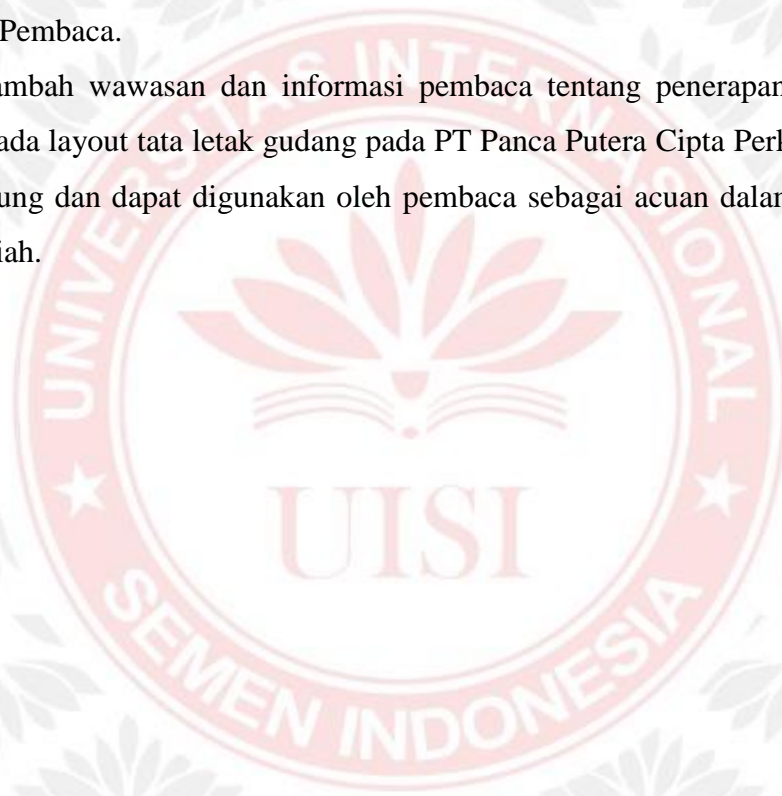 Pembaca.
ambah wawasan dan informasi pembaca tentang penerapan
ada layout tata letak gudang pada PT Panca Putera Cipta Perk
ung dan dapat digunakan oleh pembaca sebagai acuan dalam
iah.
UNIVERSITAS INTERNASIONAL
UISI
SEMEN INDONESIA